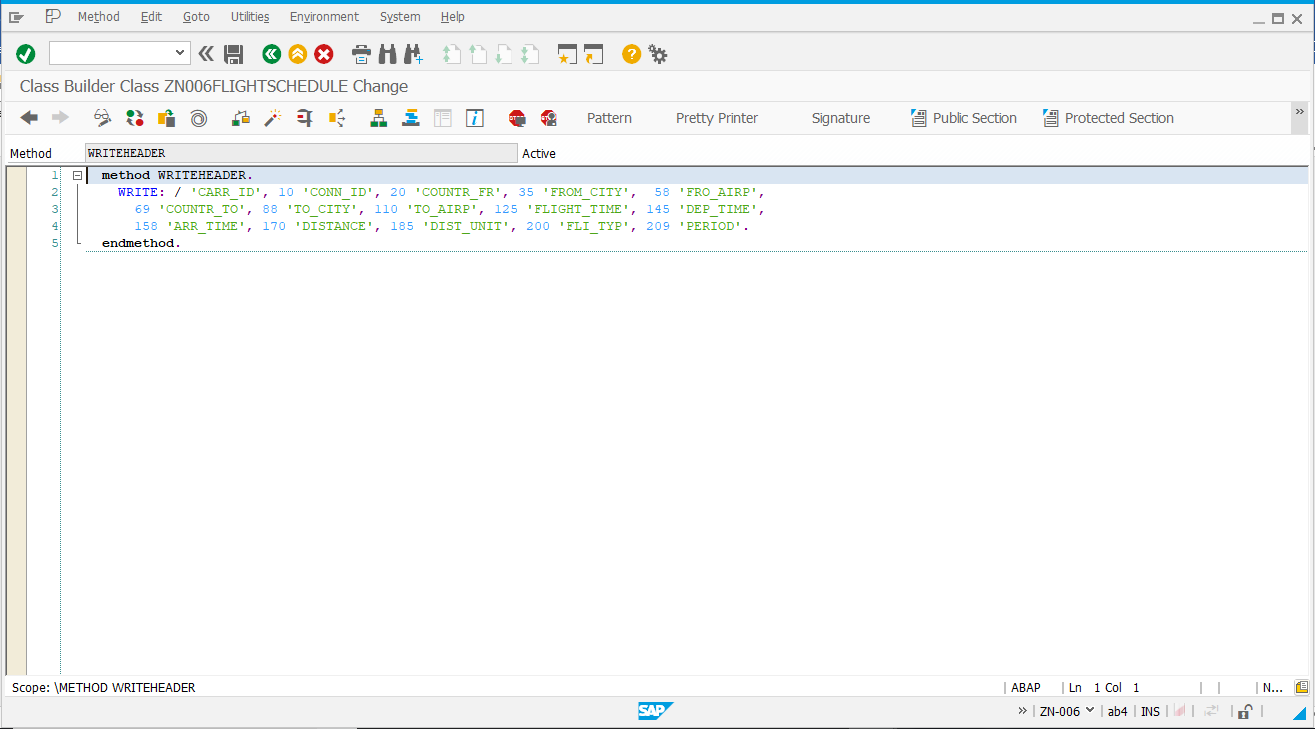 Method Edit Goto Utilities Environment System Help
Class Builder Class ZN006FLIGHTSCHEDULE Change
Pattern Pretty Printer Signature Public Section Protected Section »
Method WRITEHEADER Active
1 method WRITEHEADER.
2 WRITE: / 'CARR_ID', 10 'CONN_ID', 20 'COUNTR_FR', 35 'FROM_CITY', 58 'FRO_AIRP',
3 69 'COUNTR_TO', 88 'TO_CITY', 110 'TO_AIRP', 125 'FLIGHT_TIME', 145 'DEP_TIME',
4 158 'ARR_TIME', 170 'DISTANCE', 185 'DIST_UNIT', 200 'FLI_TYP', 209 'PERIOD'.
5 endmethod.
Scope: \METHOD WRITEHEADER ABAP Ln 1 Col 1 N...
SAP » ZN-006 ab4 INS